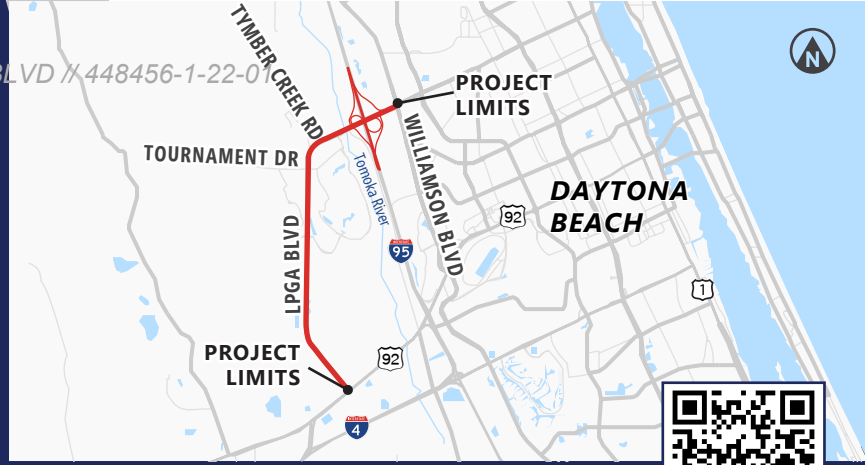 BLVD // 448456-1-22-01
TYMBER CREEK RD
PROJECT
LIMITS
N
TOURNAMENT DR
WILLIAMSON BLVD
Tomoka River
DAYTONA
BEACH
92
95
LPGA BLVD
1
PROJECT
LIMITS
92
4